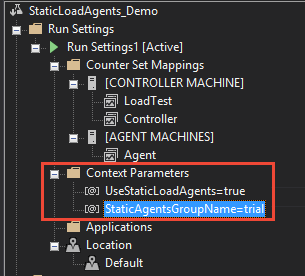 StaticLoadAgents_Demo
Run Settings
Run Settings1 [Active]
Counter Set Mappings
[CONTROLLER MACHINE]
LoadTest
Controller
[AGENT MACHINES]
Agent
Context Parameters
UseStaticLoadAgents=true
StaticAgentsGroupName=trial
Applications
Location
Default